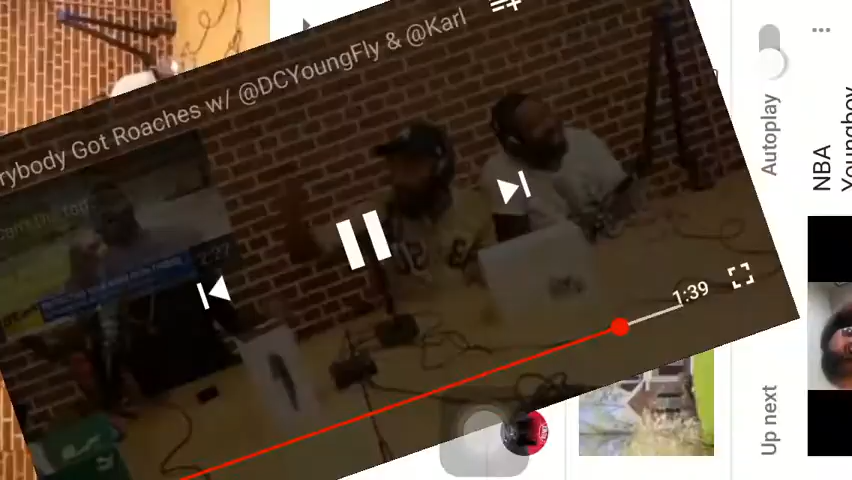 rybody Got Roaches w/ @DCYoungFly & @Karl
2:27
1:39
Autoplay
Up next
NBA
Youngboy